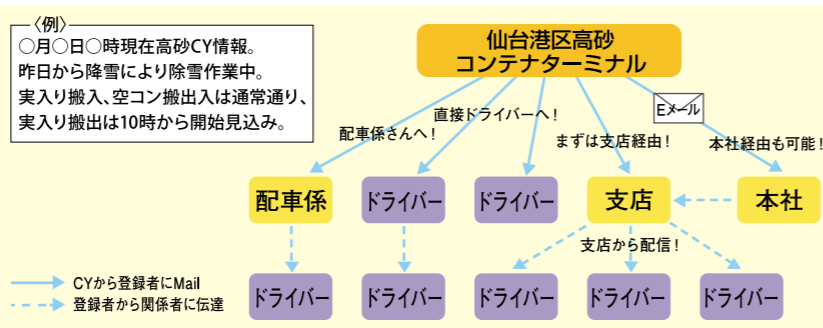 〈例〉
○月○日○時現在高砂CY情報。
昨日から降雪により除雪作業中。
実入り搬入、空コン搬出入は通常通り、
実入り搬出は10時から開始見込み。
仙台港区高砂
コンテナターミナル
Eメール
配車係さんへ!
直接ドライバーへ!
まずは支店経由!
本社経由も可能!
配車係
ドライバー
ドライバー
支店
本社
支店から配信!
CYから登録者にMail
登録者から関係者に伝達
ドライバー
ドライバー
ドライバー
ドライバー
ドライバー